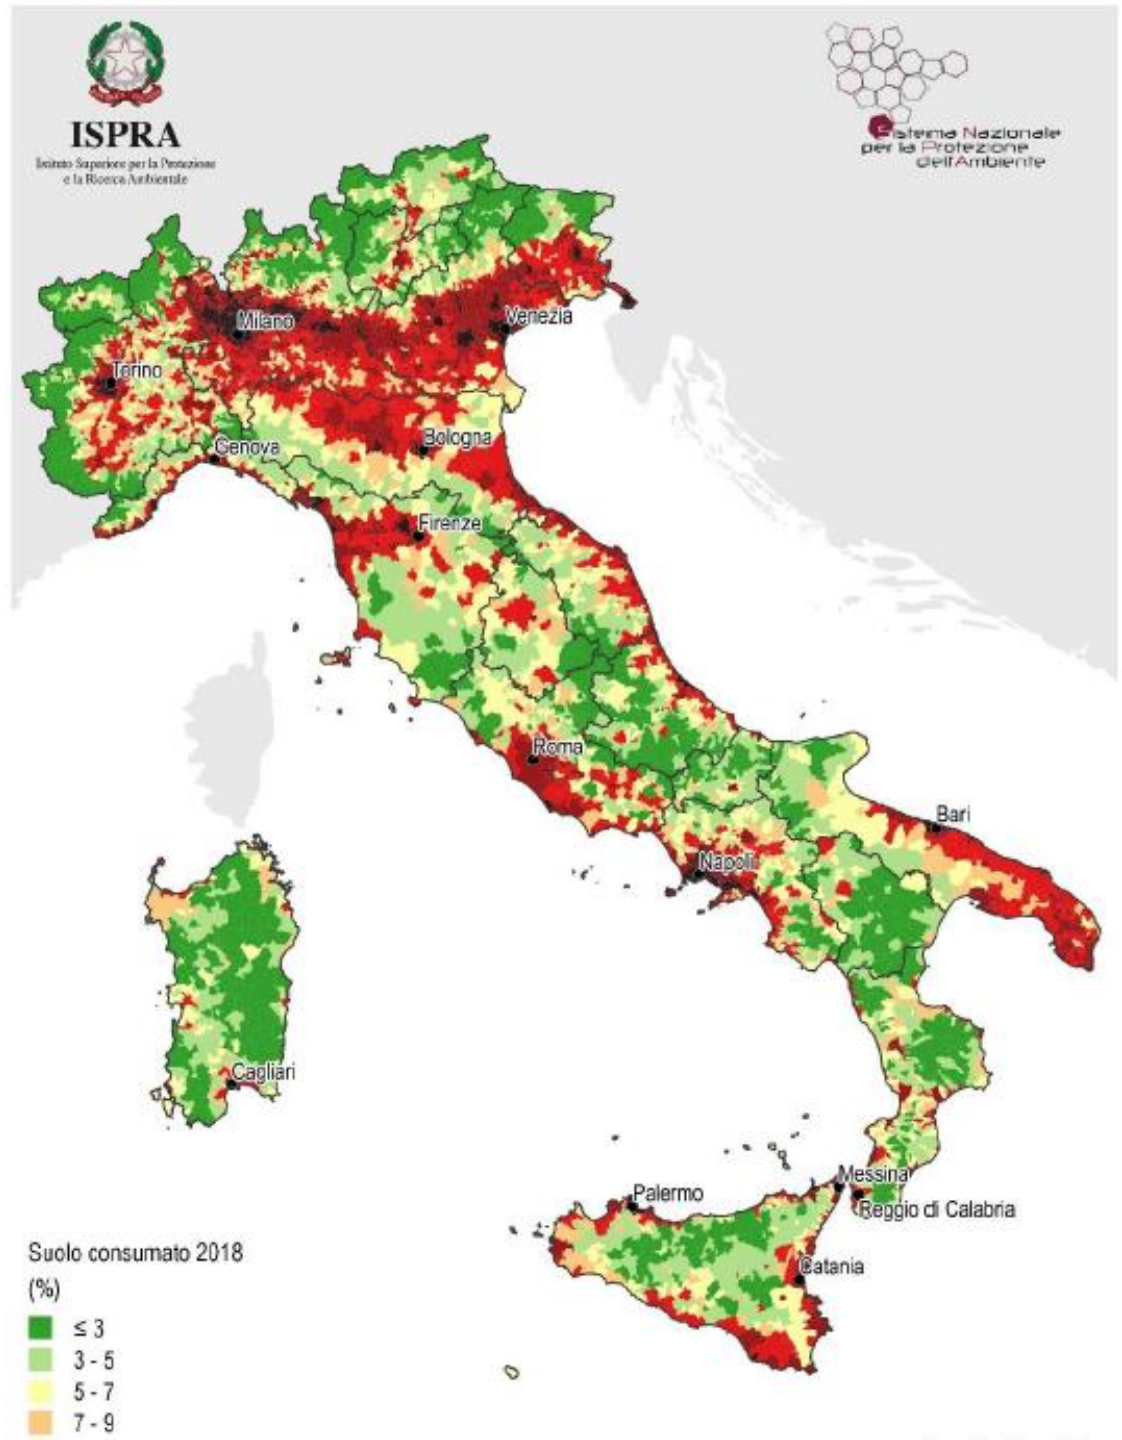 ISPRA
Istituto Superiore per la Protezione
e la Ricerca Ambientale
Sistema Nazionale
per la Protezione
dell'Ambiente
Milano
Venezia
Torino
Bologna
Genova
Firenze
Roma
Bari
Napoli
Cagliari
Messina
Palermo
Reggio di Calabria
Catania
Suolo consumato 2018
(%)
≤ 3
3 - 5
5 - 7
7 - 9